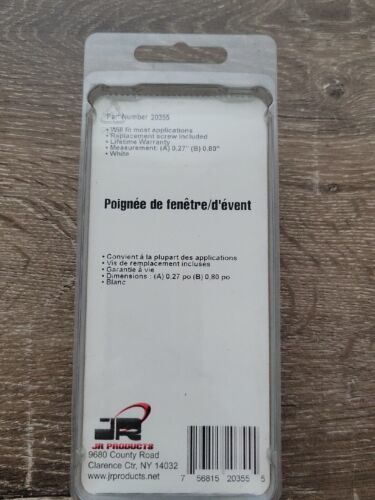 Part Number 20355
• Will fit most applications
• Replacement screw included
• Lifetime Warranty
• Measurement: (A) 0.27" (B) 0.80"
• White
Poignée de fenêtre/d'évent
• Convient à la plupart des applications
• Vis de remplacement incluses
• Garantie à vie
• Dimensions : (A) 0,27 po (B) 0,80 po
• Blanc
JR
JR PRODUCTS
9680 County Road
Clarence Ctr, NY 14032
www.jrproducts.net
7 56815 20355 5